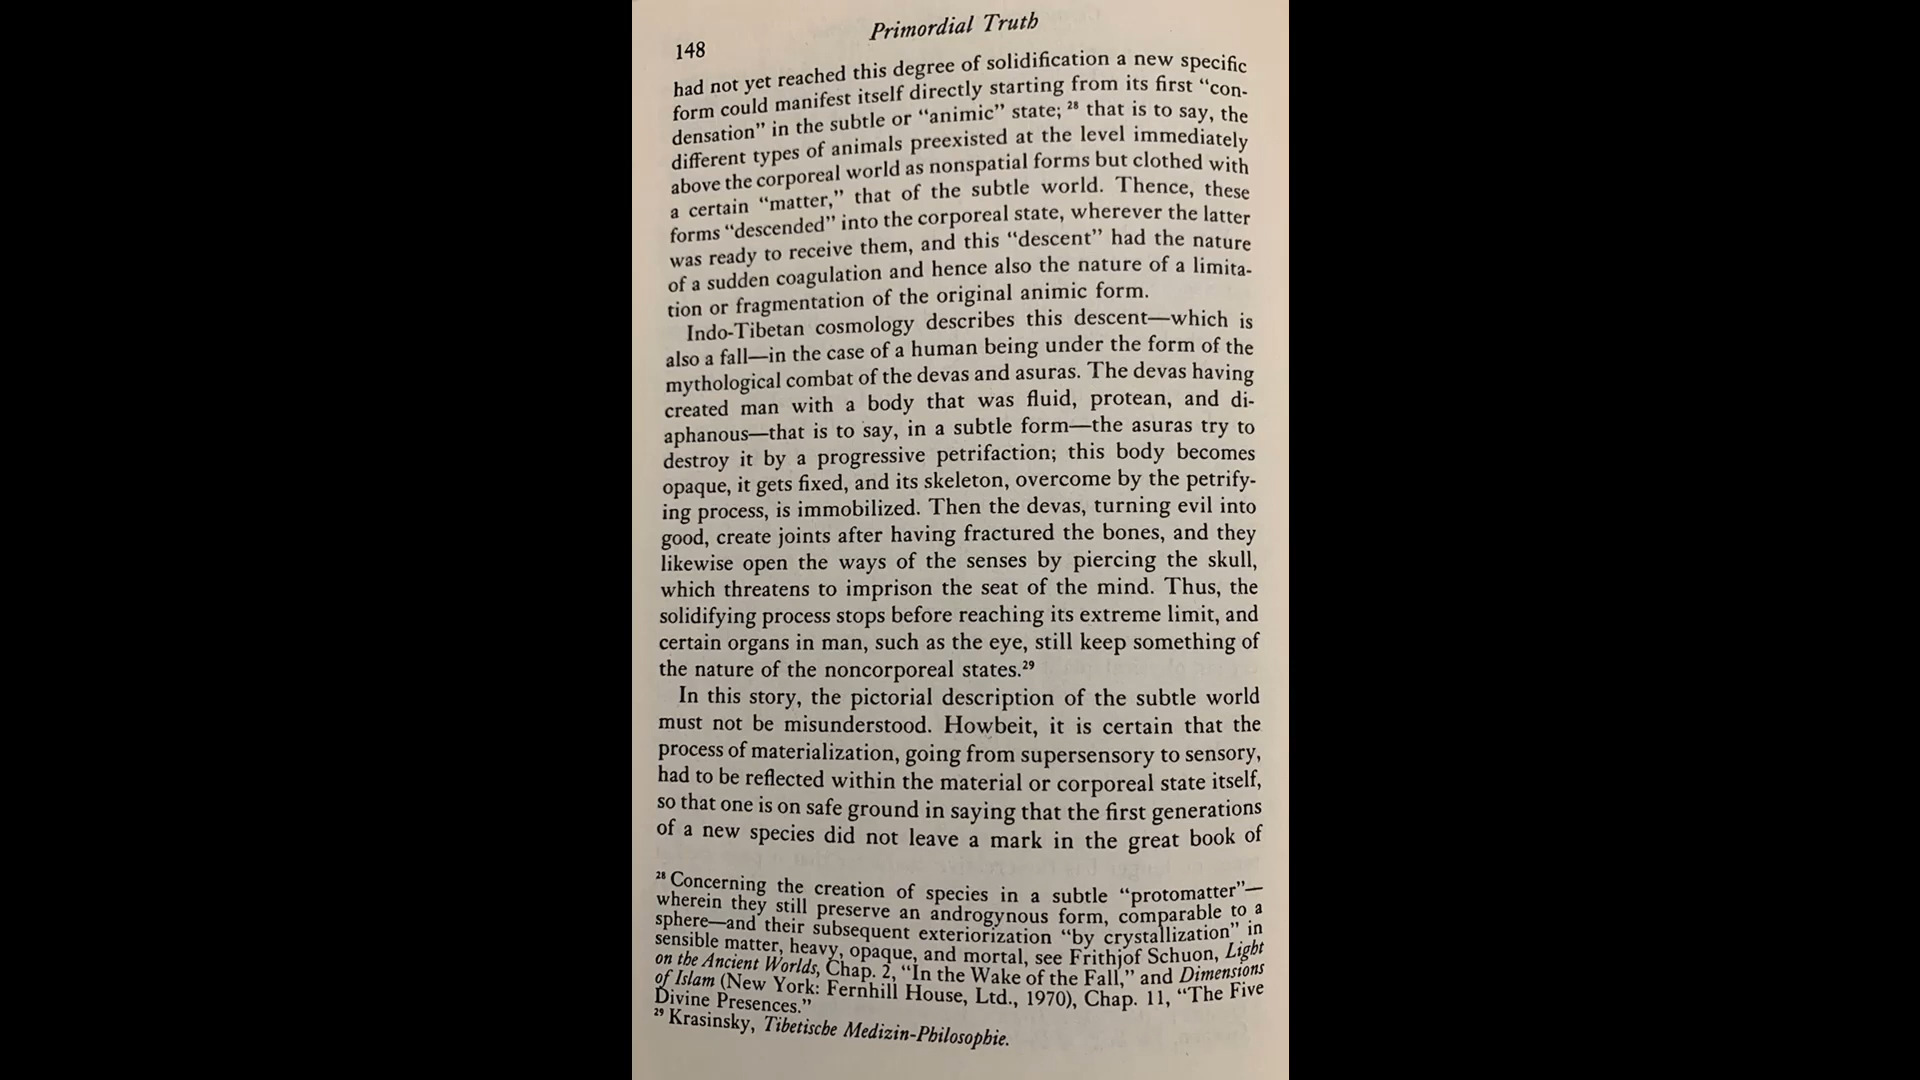 148
Primordial Truth
had not yet reached this degree of solidification a new specific
form could manifest itself directly starting from its first “con-
densation” in the subtle or “animic” state; 28 that is to say, the
different types of animals preexisted at the level immediately
above the corporeal world as nonspatial forms but clothed with
a certain “matter,” that of the subtle world. Thence, these
forms “descended” into the corporeal state, wherever the latter
was ready to receive them, and this “descent” had the nature
of a sudden coagulation and hence also the nature of a limita-
tion or fragmentation of the original animic form.
Indo-Tibetan cosmology describes this descent—which is
also a fall—in the case of a human being under the form of the
mythological combat of the devas and asuras. The devas having
created man with a body that was fluid, protean, and di-
aphanous—that is to say, in a subtle form—the asuras try to
destroy it by a progressive petrifaction; this body becomes
opaque, it gets fixed, and its skeleton, overcome by the petrify-
ing process, is immobilized. Then the devas, turning evil into
good, create joints after having fractured the bones, and they
likewise open the ways of the senses by piercing the skull,
which threatens to imprison the seat of the mind. Thus, the
solidifying process stops before reaching its extreme limit, and
certain organs in man, such as the eye, still keep something of
the nature of the noncorporeal states.29
In this story, the pictorial description of the subtle world
must not be misunderstood. Howbeit, it is certain that the
process of materialization, going from supersensory to sensory,
had to be reflected within the material or corporeal state itself,
so that one is on safe ground in saying that the first generations
of a new species did not leave a mark in the great book of
28 Concerning the creation of species in a subtle “protomatter”—
wherein they still preserve an androgynous form, comparable to a
sphere—and their subsequent exteriorization “by crystallization” in
sensible matter, heavy, opaque, and mortal, see Frithjof Schuon, Light
on the Ancient Worlds, Chap. 2, “In the Wake of the Fall,” and Dimensions
of Islam (New York: Fernhill House, Ltd., 1970), Chap. 11, “The Five
Divine Presences.”
29 Krasinsky, Tibetische Medizin-Philosophie.